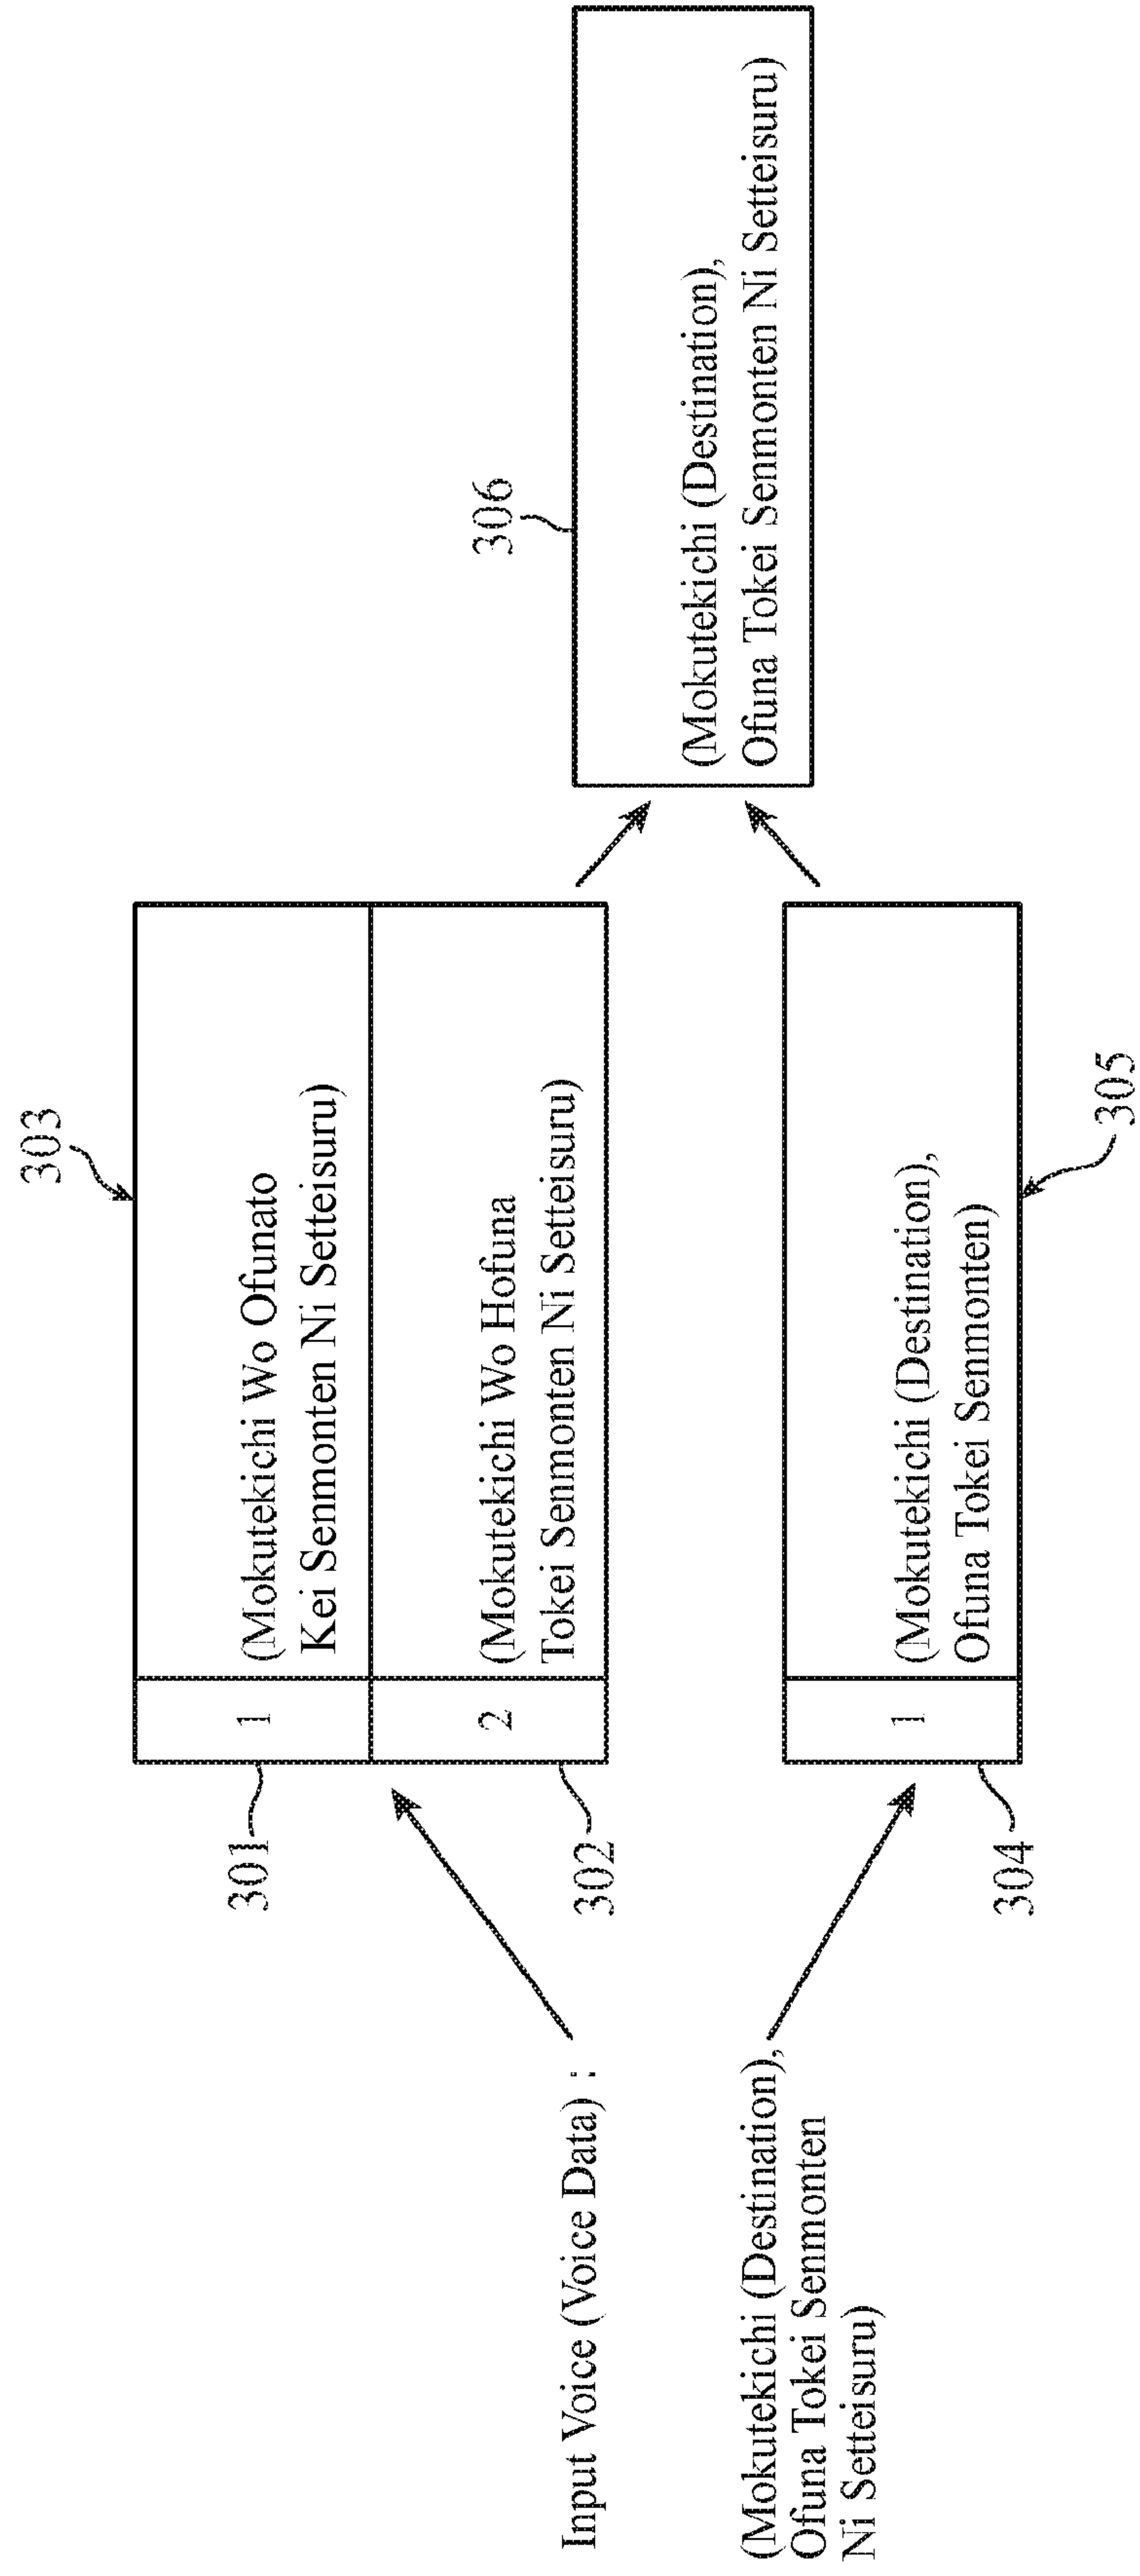 Input Voice (Voice Data) :
(Mokutekichi (Destination),
Ofuna Tokei Senmonten
Ni Setteisuru)
303
301
1
(Mokutekichi Wo Ofunato
Kei Senmonten Ni Setteisuru)
302
2
(Mokutekichi Wo Hofuna
Tokei Senmonten Ni Setteisuru)
304
1
(Mokutekichi (Destination),
Ofuna Tokei Senmonten)
305
306
(Mokutekichi (Destination),
Ofuna Tokei Senmonten Ni Setteisuru)